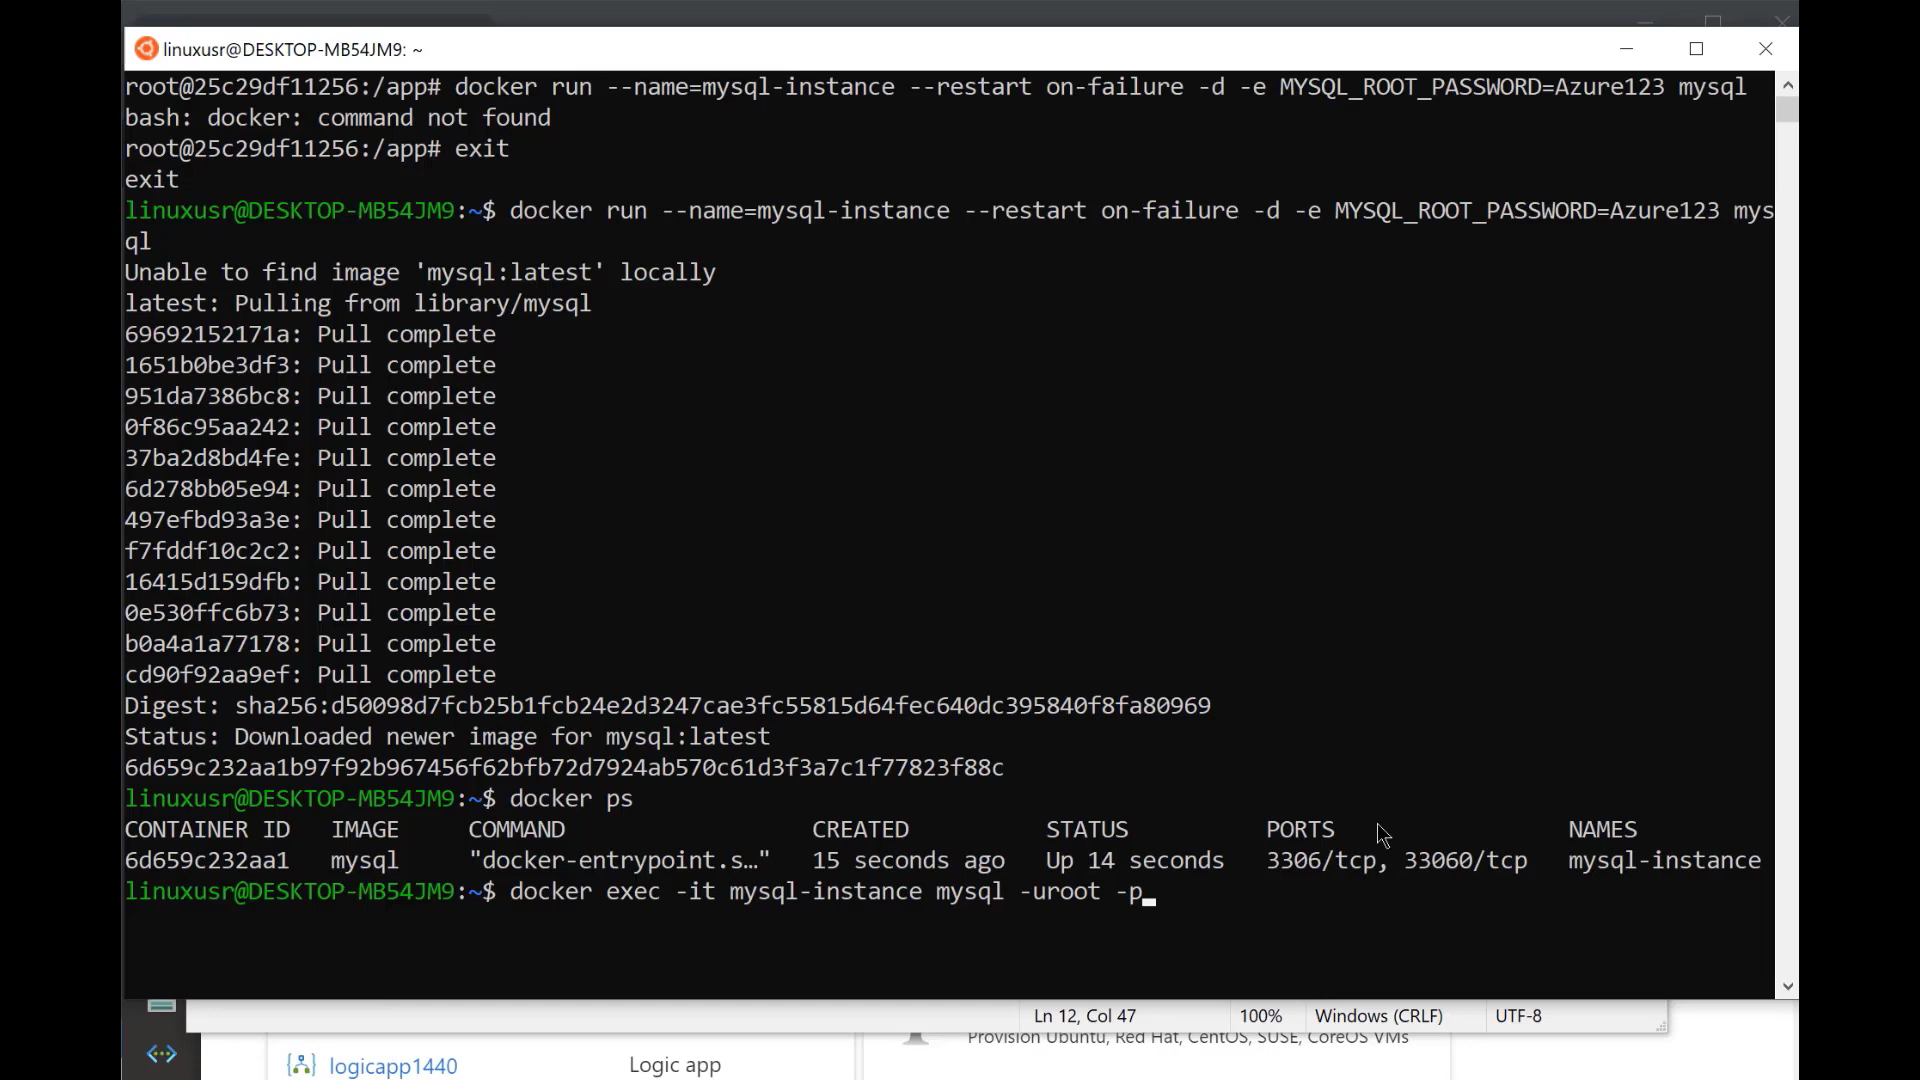 linuxusr@DESKTOP-MB54JM9: ~
root@25c29df11256:/app# docker run --name=mysql-instance --restart on-failure -d -e MYSQL_ROOT_PASSWORD=Azure123 mysql
bash: docker: command not found
root@25c29df11256:/app# exit
exit
linuxusr@DESKTOP-MB54JM9:~$ docker run --name=mysql-instance --restart on-failure -d -e MYSQL_ROOT_PASSWORD=Azure123 mys
ql
Unable to find image 'mysql:latest' locally
latest: Pulling from library/mysql
69692152171a: Pull complete
1651b0be3df3: Pull complete
951da7386bc8: Pull complete
0f86c95aa242: Pull complete
37ba2d8bd4fe: Pull complete
6d278bb05e94: Pull complete
497efbd93a3e: Pull complete
f7fddf10c2c2: Pull complete
16415d159dfb: Pull complete
0e530ffc6b73: Pull complete
b0a4a1a77178: Pull complete
cd90f92aa9ef: Pull complete
Digest: sha256:d50098d7fcb25b1fcb24e2d3247cae3fc55815d64fec640dc395840f8fa80969
Status: Downloaded newer image for mysql:latest
6d659c232aa1b97f92b967456f62bfb72d7924ab570c61d3f3a7c1f77823f88c
linuxusr@DESKTOP-MB54JM9:~$ docker ps
CONTAINER ID   IMAGE     COMMAND                  CREATED          STATUS          PORTS                 NAMES
6d659c232aa1   mysql     "docker-entrypoint.s…"   15 seconds ago   Up 14 seconds   3306/tcp, 33060/tcp   mysql-instance
linuxusr@DESKTOP-MB54JM9:~$ docker exec -it mysql-instance mysql -uroot -p
Ln 12, Col 47 100% Windows (CRLF) UTF-8
Provision Ubuntu, Red Hat, CentOS, SUSE, CoreOS VMs
logicapp1440 Logic app